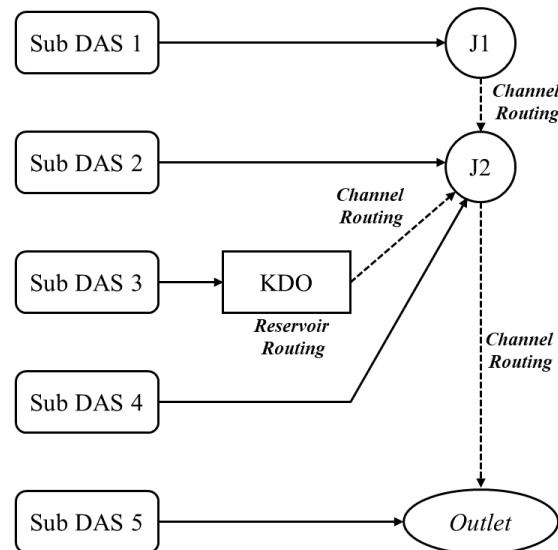 Sub DAS 1
J1
Channel
Routing
Sub DAS 2
J2
Channel
Routing
Sub DAS 3
KDO
Reservoir
Routing
Channel
Routing
Sub DAS 4
Sub DAS 5
Outlet